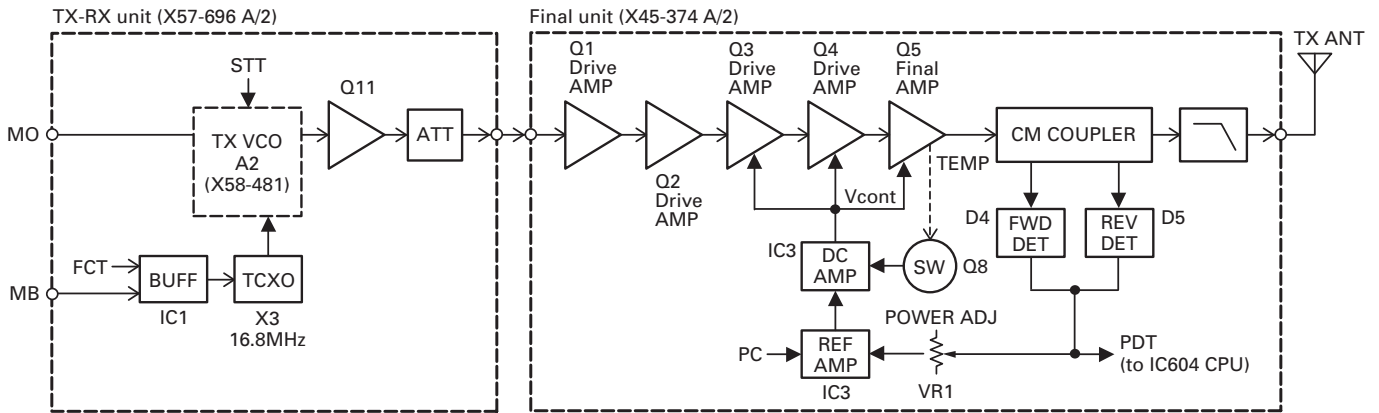 TX-RX unit (X57-696 A/2)
Final unit (X45-374 A/2)
TX ANT
STT
Q11
Q1
Drive
AMP
Q3
Drive
AMP
Q4
Drive
AMP
Q5
Final
AMP
MO
TX VCO
A2
(X58-481)
ATT
CM COUPLER
TEMP
Q2
Drive
AMP
Vcont
D4
FWD
DET
REV
DET
D5
IC3
DC
AMP
SW
Q8
FCT
MB
BUFF
IC1
TCXO
X3
16.8MHz
POWER ADJ
PC
REF
AMP
IC3
VR1
PDT
(to IC604 CPU)